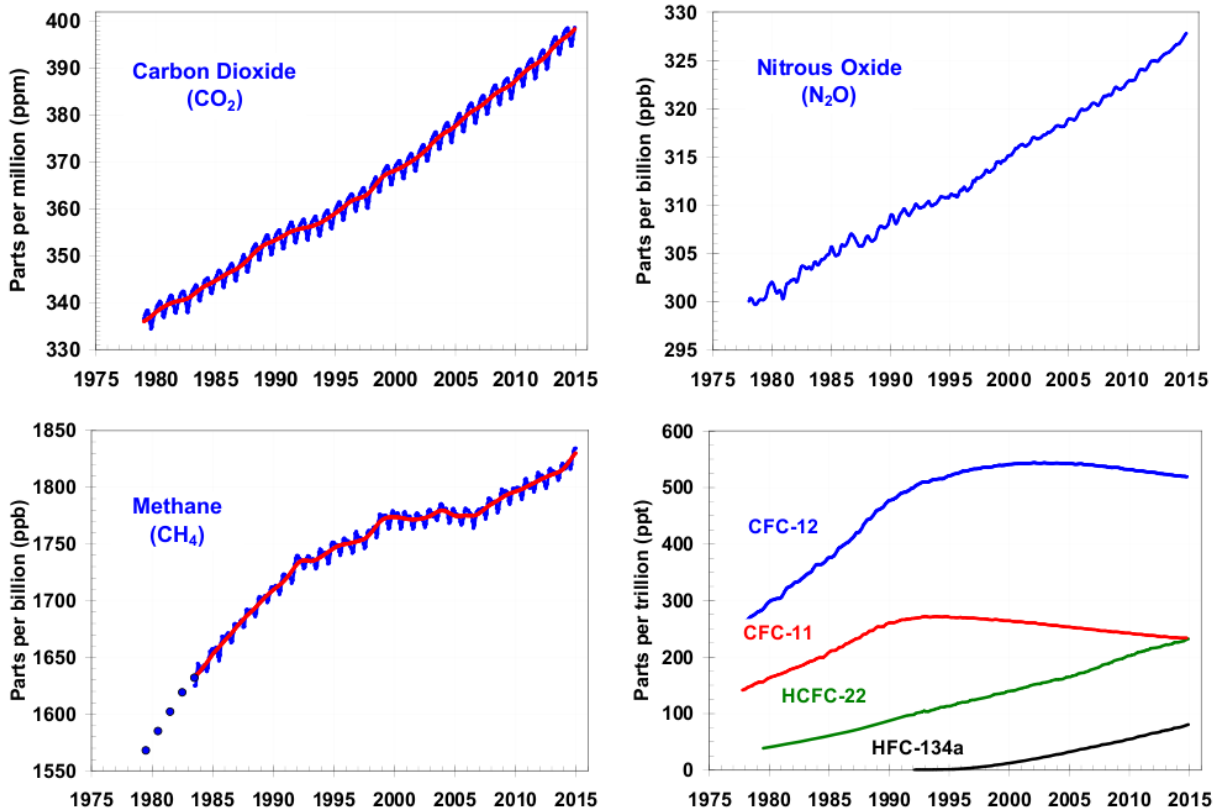 Parts per million (ppm)
400
390
380
370
360
350
340
330
Carbon Dioxide
(CO₂)
1975 1980 1985 1990 1995 2000 2005 2010 2015
Parts per billion (ppb)
330
325
320
315
310
305
300
295
Nitrous Oxide
(N₂O)
1975 1980 1985 1990 1995 2000 2005 2010 2015
Parts per billion (ppb)
1850
1800
1750
1700
1650
1600
1550
Methane
(CH₄)
1975 1980 1985 1990 1995 2000 2005 2010 2015
Parts per trillion (ppt)
600
500
400
300
200
100
0
CFC-12
CFC-11
HCFC-22
HFC-134a
1975 1980 1985 1990 1995 2000 2005 2010 2015